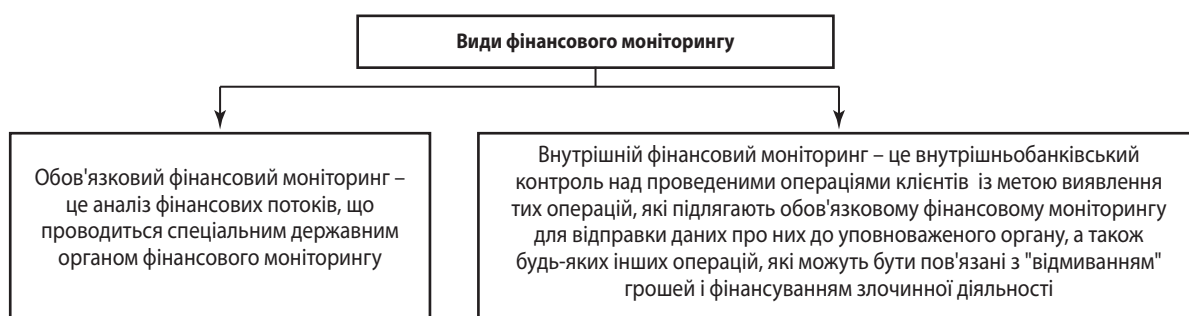 Види фінансового моніторингу
Обов'язковий фінансовий моніторинг –
це аналіз фінансових потоків, що
проводиться спеціальним державним
органом фінансового моніторингу
Внутрішній фінансовий моніторинг – це внутрішньобанківський
контроль над проведеними операціями клієнтів із метою виявлення
тих операцій, які підлягають обов'язковому фінансовому моніторингу
для відправки даних про них до уповноваженого органу, а також
будь-яких інших операцій, які можуть бути пов'язані з "відмиванням"
грошей і фінансуванням злочинної діяльності